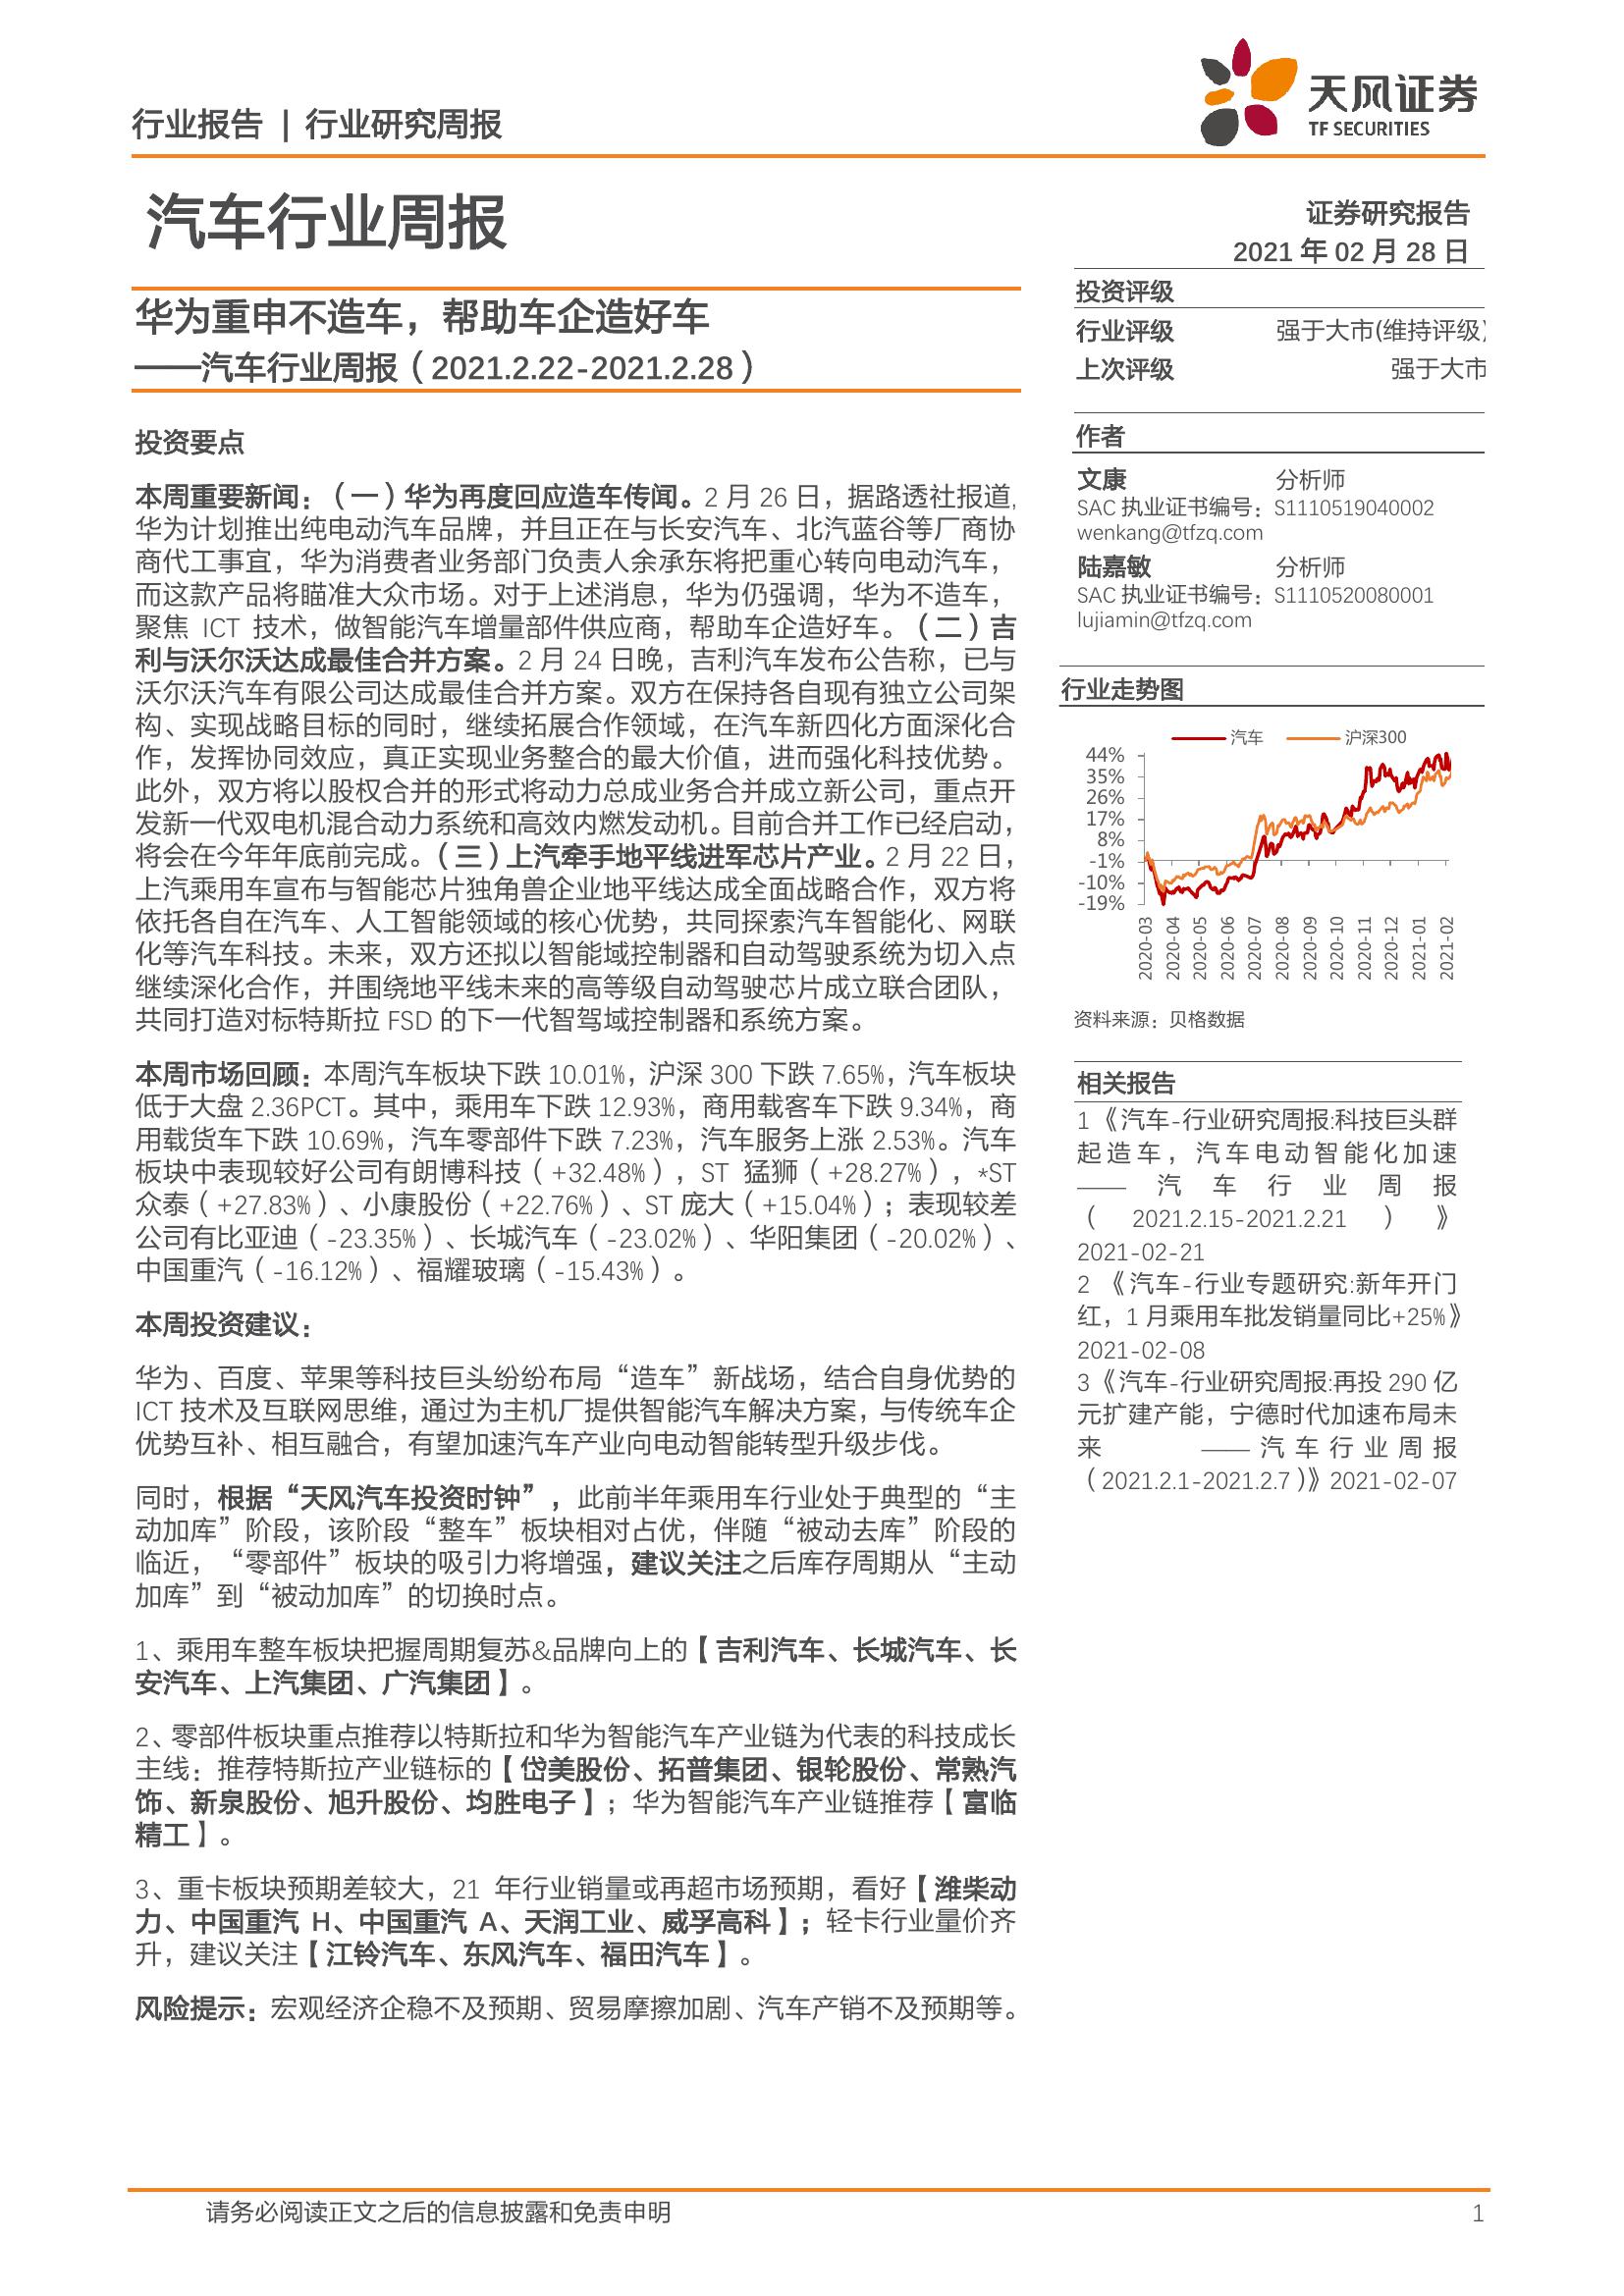 行业报告 | 行业研究周报
天风证券
TF SECURITIES
汽车行业周报
证券研究报告
2021 年 02 月 28 日
华为重申不造车，帮助车企造好车
——汽车行业周报（2021.2.22-2021.2.28）
投资要点
本周重要新闻：（一）华为再度回应造车传闻。2 月 26 日，据路透社报道,
华为计划推出纯电动汽车品牌，并且正在与长安汽车、北汽蓝谷等厂商协
商代工事宜，华为消费者业务部门负责人余承东将把重心转向电动汽车，
而这款产品将瞄准大众市场。对于上述消息，华为仍强调，华为不造车，
聚焦 ICT 技术，做智能汽车增量部件供应商，帮助车企造好车。（二）吉
利与沃尔沃达成最佳合并方案。2 月 24 日晚，吉利汽车发布公告称，已与
沃尔沃汽车有限公司达成最佳合并方案。双方在保持各自现有独立公司架
构、实现战略目标的同时，继续拓展合作领域，在汽车新四化方面深化合
作，发挥协同效应，真正实现业务整合的最大价值，进而强化科技优势。
此外，双方将以股权合并的形式将动力总成业务合并成立新公司，重点开
发新一代双电机混合动力系统和高效内燃发动机。目前合并工作已经启动，
将会在今年年底前完成。（三）上汽牵手地平线进军芯片产业。2 月 22 日，
上汽乘用车宣布与智能芯片独角兽企业地平线达成全面战略合作，双方将
依托各自在汽车、人工智能领域的核心优势，共同探索汽车智能化、网联
化等汽车科技。未来，双方还拟以智能域控制器和自动驾驶系统为切入点
继续深化合作，并围绕地平线未来的高等级自动驾驶芯片成立联合团队，
共同打造对标特斯拉 FSD 的下一代智驾域控制器和系统方案。
本周市场回顾：本周汽车板块下跌 10.01%，沪深 300 下跌 7.65%，汽车板块
低于大盘 2.36PCT。其中，乘用车下跌 12.93%，商用载客车下跌 9.34%，商
用载货车下跌 10.69%，汽车零部件下跌 7.23%，汽车服务上涨 2.53%。汽车
板块中表现较好公司有朗博科技（+32.48%），ST 猛狮（+28.27%），*ST
众泰（+27.83%）、小康股份（+22.76%）、ST 庞大（+15.04%）；表现较差
公司有比亚迪（-23.35%）、长城汽车（-23.02%）、华阳集团（-20.02%）、
中国重汽（-16.12%）、福耀玻璃（-15.43%）。
本周投资建议：
华为、百度、苹果等科技巨头纷纷布局“造车”新战场，结合自身优势的
ICT 技术及互联网思维，通过为主机厂提供智能汽车解决方案，与传统车企
优势互补、相互融合，有望加速汽车产业向电动智能转型升级步伐。
同时，根据“天风汽车投资时钟”，此前半年乘用车行业处于典型的“主
动加库”阶段，该阶段“整车”板块相对占优，伴随“被动去库”阶段的
临近，“零部件”板块的吸引力将增强，建议关注之后库存周期从“主动
加库”到“被动加库”的切换时点。
1、乘用车整车板块把握周期复苏&品牌向上的【吉利汽车、长城汽车、长
安汽车、上汽集团、广汽集团】。
2、零部件板块重点推荐以特斯拉和华为智能汽车产业链为代表的科技成长
主线：推荐特斯拉产业链标的【岱美股份、拓普集团、银轮股份、常熟汽
饰、新泉股份、旭升股份、均胜电子】；华为智能汽车产业链推荐【富临
精工】。
3、重卡板块预期差较大，21 年行业销量或再超市场预期，看好【潍柴动
力、中国重汽 H、中国重汽 A、天润工业、威孚高科】；轻卡行业量价齐
升，建议关注【江铃汽车、东风汽车、福田汽车】。
风险提示：宏观经济企稳不及预期、贸易摩擦加剧、汽车产销不及预期等。
投资评级
行业评级 强于大市(维持评级)
上次评级 强于大市
作者
文康 分析师
SAC 执业证书编号：S1110519040002
wenkang@tfzq.com
陆嘉敏 分析师
SAC 执业证书编号：S1110520080001
lujiamin@tfzq.com
行业走势图
汽车 沪深300
44%
35%
26%
17%
8%
-1%
-10%
-19%
2020-03 2020-04 2020-05 2020-06 2020-07 2020-08 2020-09 2020-10 2020-11 2020-12 2021-01 2021-02
资料来源：贝格数据
相关报告
1 《汽车-行业研究周报:科技巨头群
起造车，汽车电动智能化加速
——汽车行业周报
（2021.2.15-2021.2.21）》
2021-02-21
2 《汽车-行业专题研究:新年开门
红，1 月乘用车批发销量同比+25%》
2021-02-08
3 《汽车-行业研究周报:再投 290 亿
元扩建产能，宁德时代加速布局未
来 ——汽车行业周报
（2021.2.1-2021.2.7）》 2021-02-07
请务必阅读正文之后的信息披露和免责申明 1